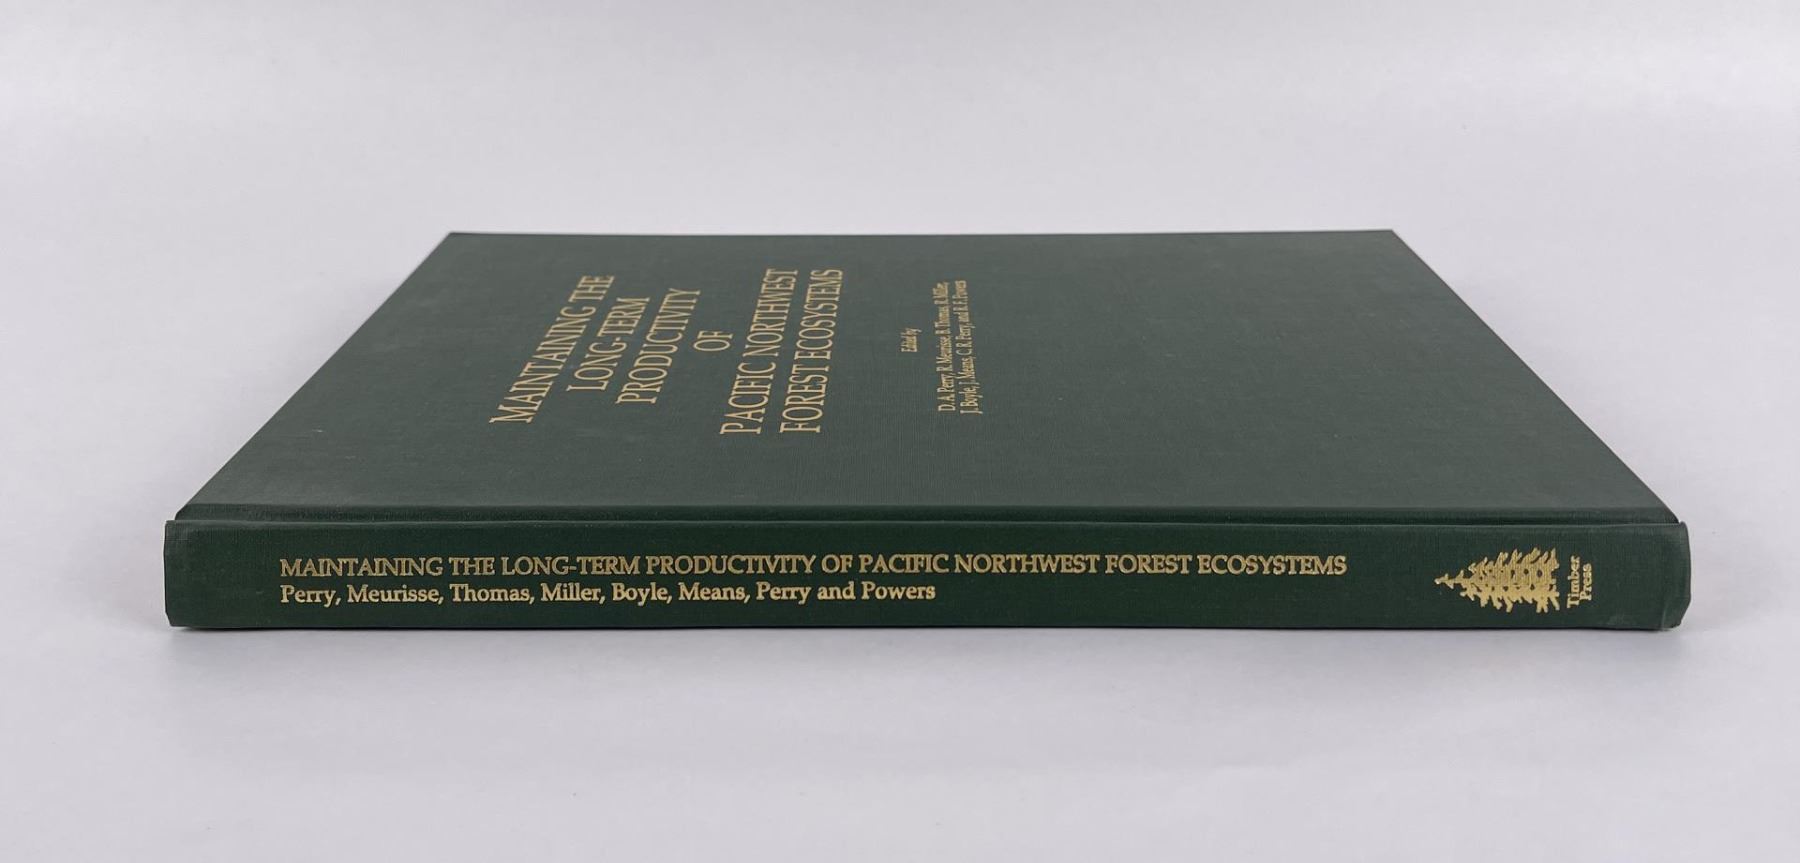 MAINTAINING THE
LONG-TERM
PRODUCTIVITY
OF
PACIFIC NORTHWEST
FOREST ECOSYSTEMS
Edited by
D. A. Perry, R. Meurisse, B. Thomas, R. Miller,
J. Boyle, J. Means, C. R. Perry, and R. F. Powers
MAINTAINING THE LONG-TERM PRODUCTIVITY OF PACIFIC NORTHWEST FOREST ECOSYSTEMS
Perry, Meurisse, Thomas, Miller, Boyle, Means, Perry and Powers
Timber
Press